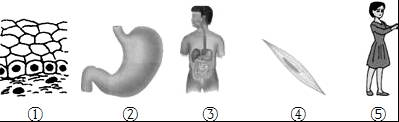 ① ② ③ ④ ⑤